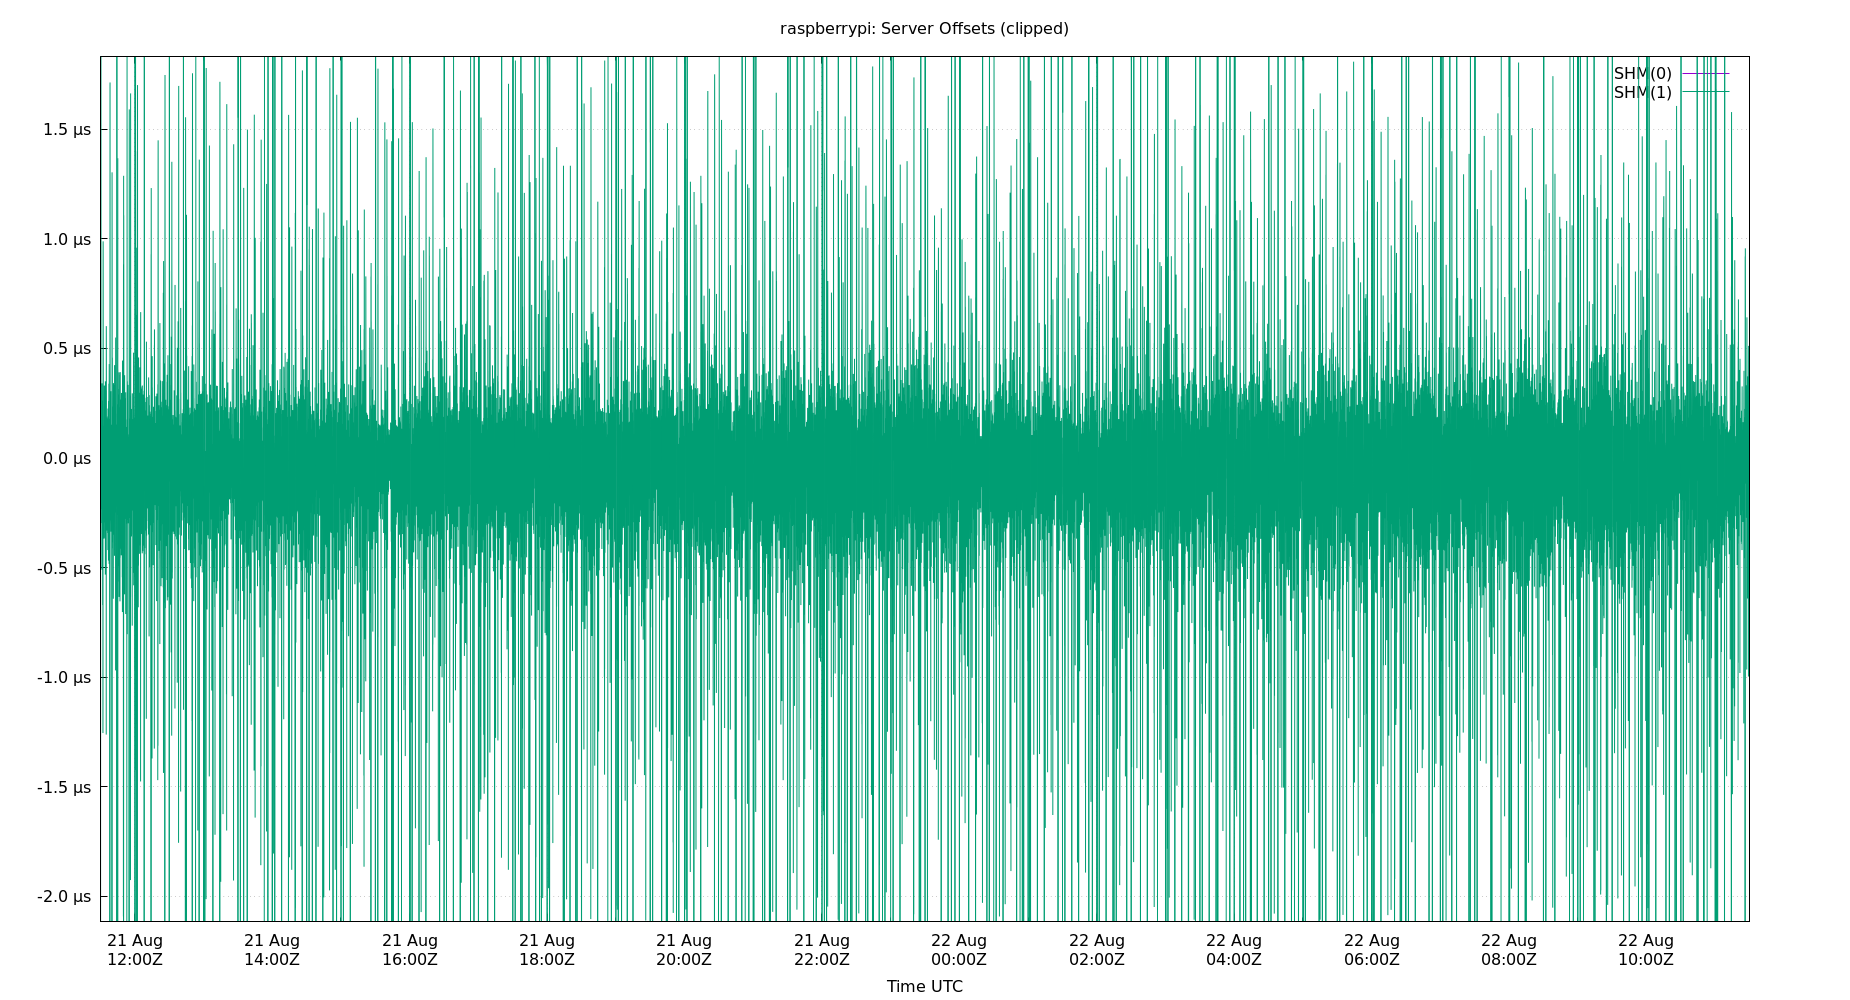 raspberrypi: Server Offsets (clipped)
SHM(0)
SHM(1)
1.5 µs
1.0 µs
0.5 µs
0.0 µs
-0.5 µs
-1.0 µs
-1.5 µs
-2.0 µs
21 Aug 21 Aug 21 Aug 21 Aug 21 Aug 21 Aug 22 Aug 22 Aug 22 Aug 22 Aug 22 Aug 22 Aug
12:00Z 14:00Z 16:00Z 18:00Z 20:00Z 22:00Z 00:00Z 02:00Z 04:00Z 06:00Z 08:00Z 10:00Z
Time UTC